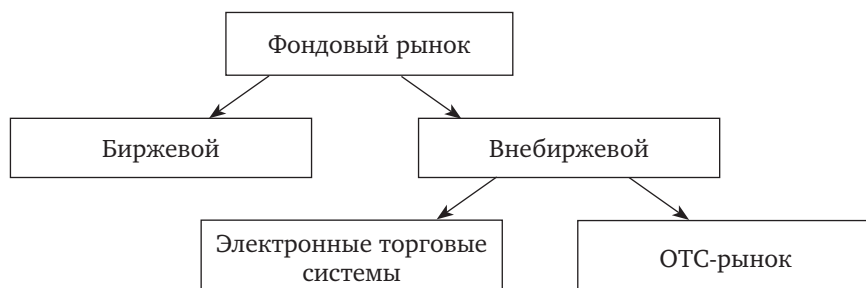 Фондовый рынок
Биржевой
Внебиржевой
Электронные торговые
системы
ОТС-рынок